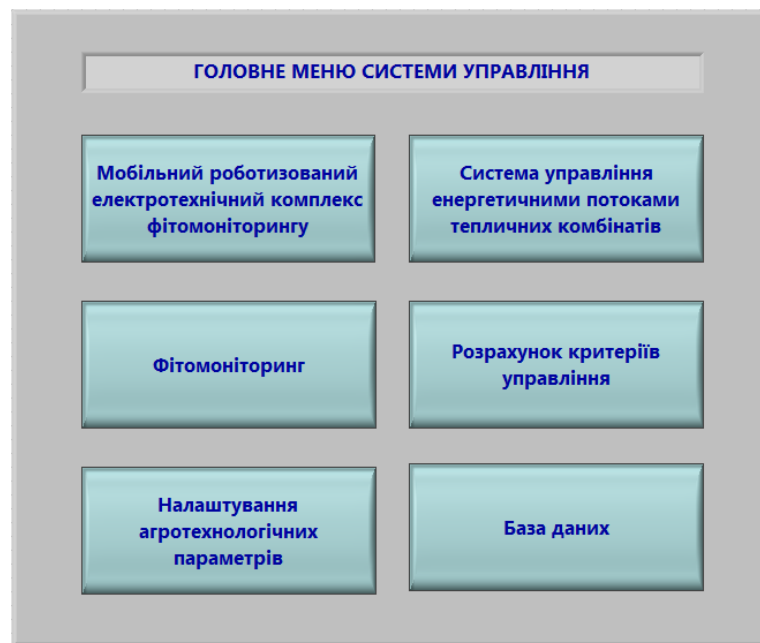 ГОЛОВНЕ МЕНЮ СИСТЕМИ УПРАВЛІННЯ
Мобільний роботизований
електротехнічний комплекс
фітомоніторингу
Система управління
енергетичними потоками
тепличних комбінатів
Фітомоніторинг
Розрахунок критеріїв
управління
Налаштування
агротехнологічних
параметрів
База даних